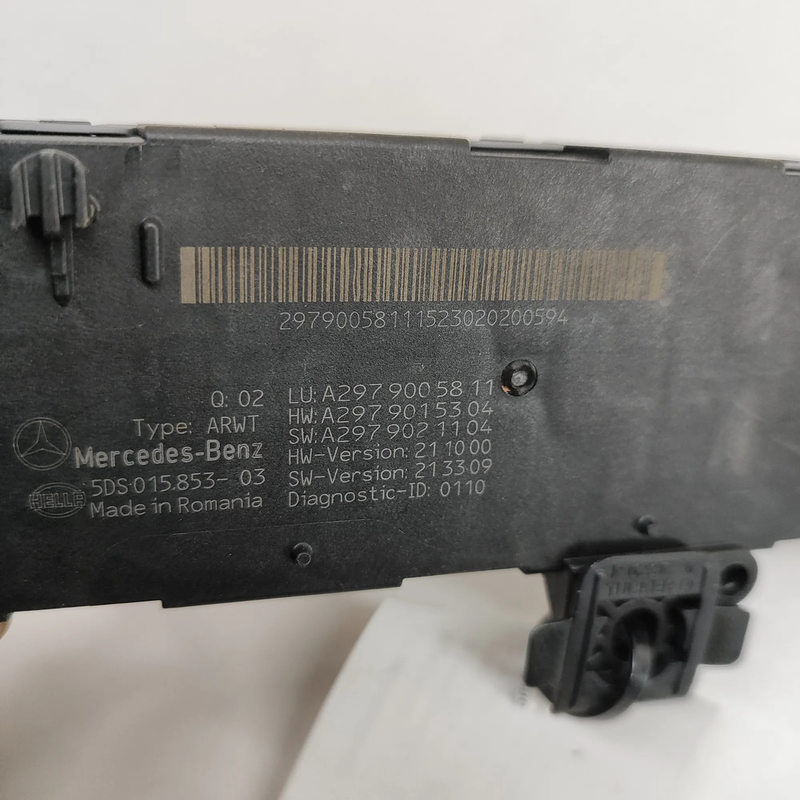 297900581111523020200594
Q: 02 LU: A297 900 58 11
Type: ARWT HW: A297 901 53 04
Mercedes-Benz SW: A297 902 11 04
HW-Version: 21 10 00
HELLA 5DS 015.853- 03 SW-Version: 21 33 09
Made in Romania Diagnostic-ID: 0110
TUCKER